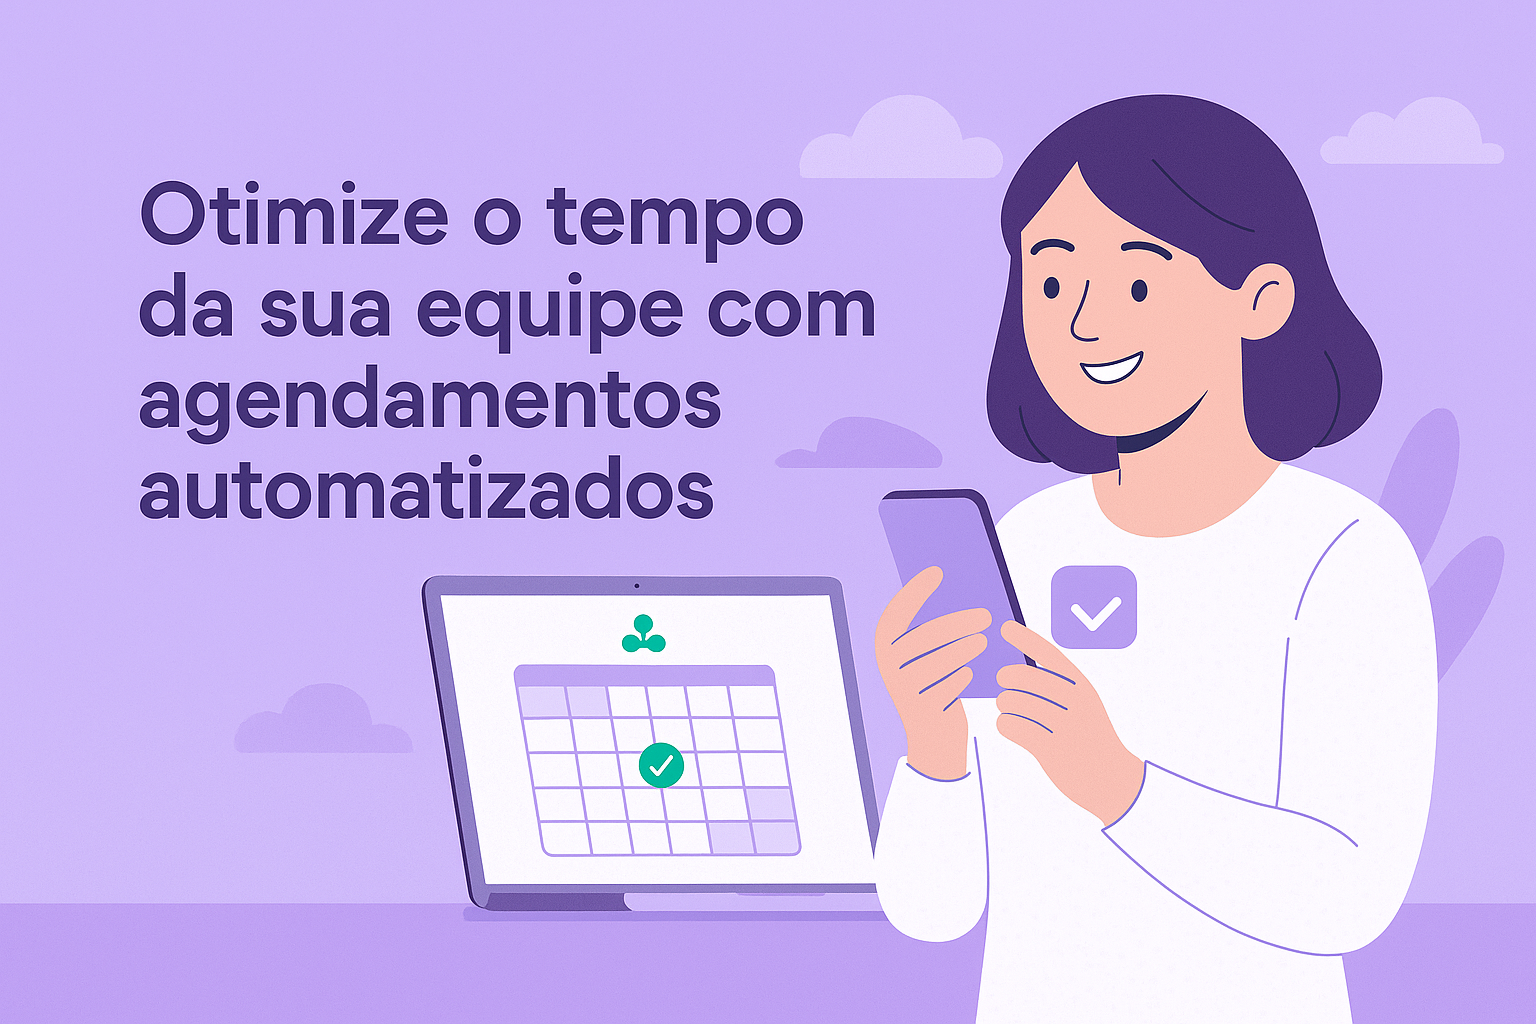 Otimize o tempo
da sua equipe com
agendamentos
automatizados